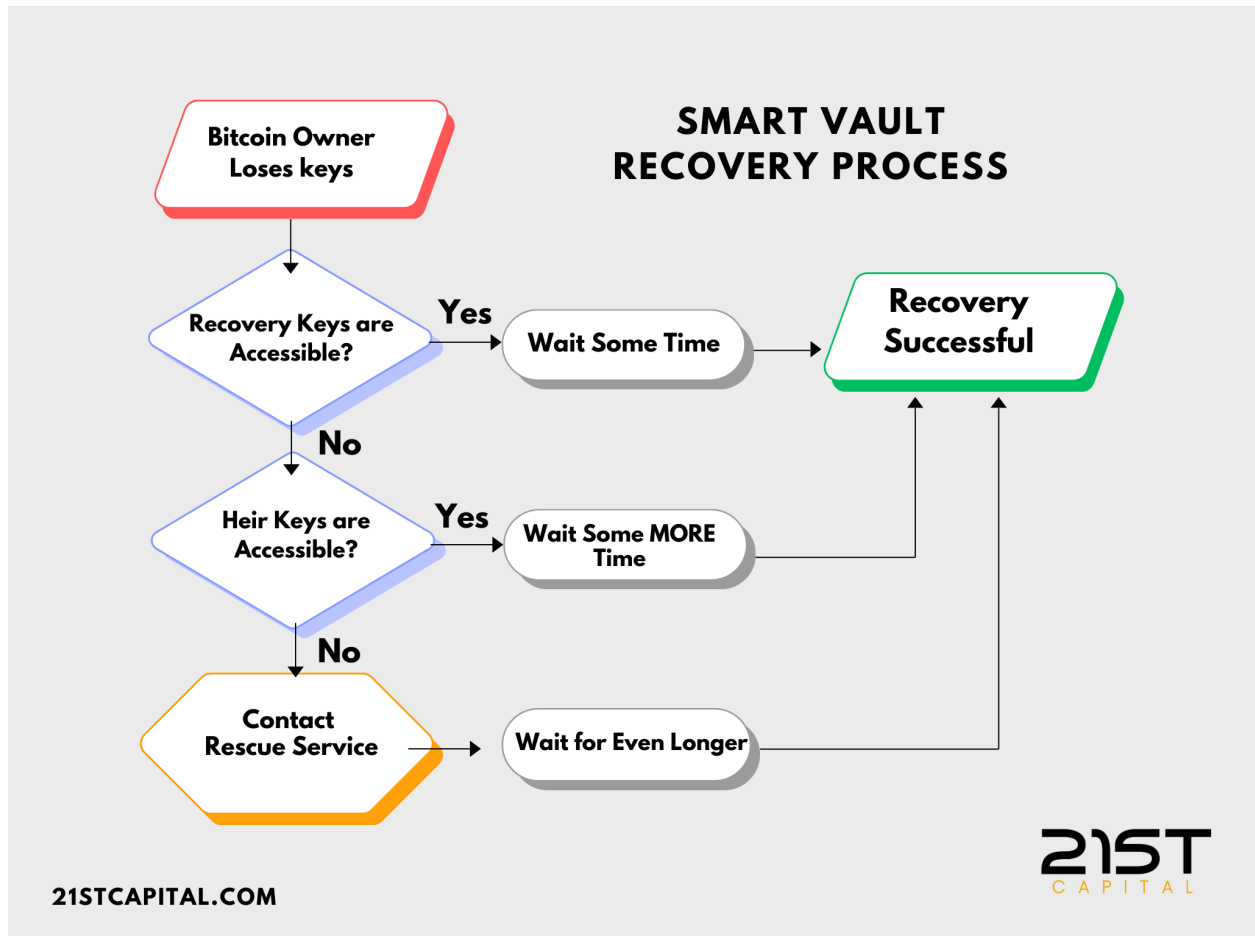 SMART VAULT
RECOVERY PROCESS
Bitcoin Owner
Loses keys
Recovery Keys are
Accessible?
Yes
Wait Some Time
Recovery
Successful
No
Heir Keys are
Accessible?
Yes
Wait Some MORE
Time
No
Contact
Rescue Service
Wait for Even Longer
21STCAPITAL.COM
21ST
CAPITAL